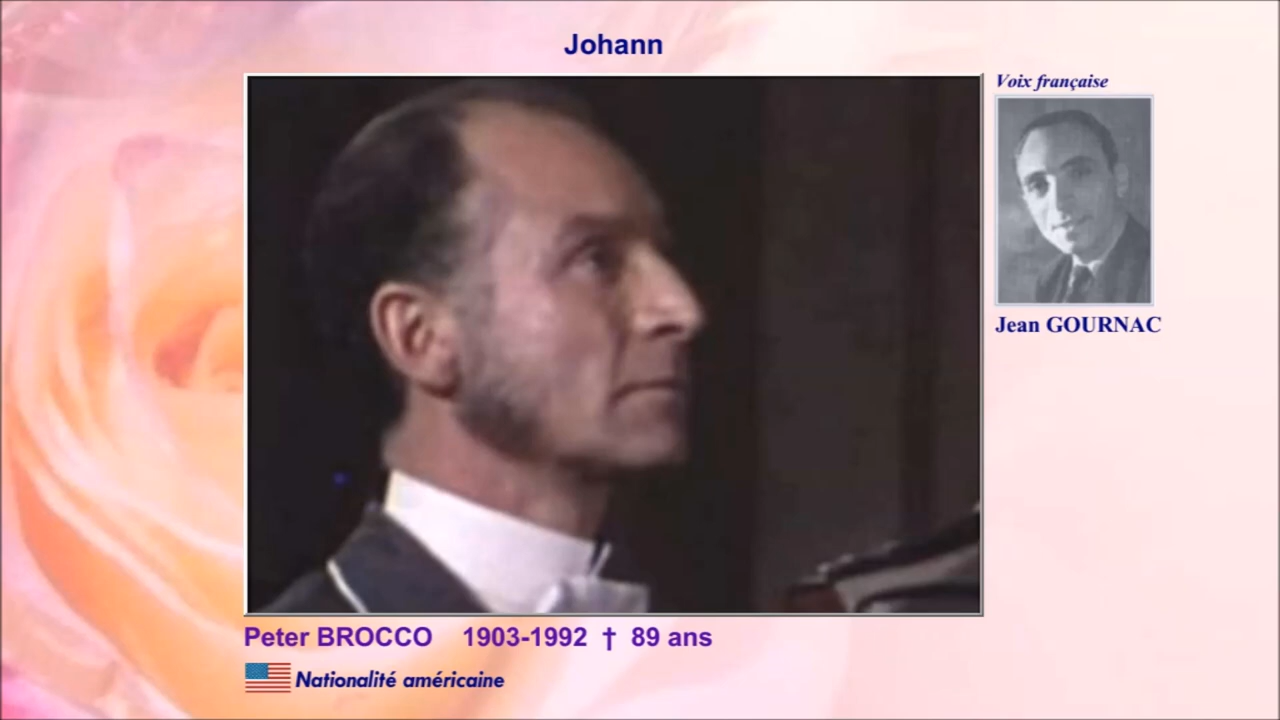 Johann
Voix française
Jean GOURNAC
Peter BROCCO 1903-1992 † 89 ans
Nationalité américaine